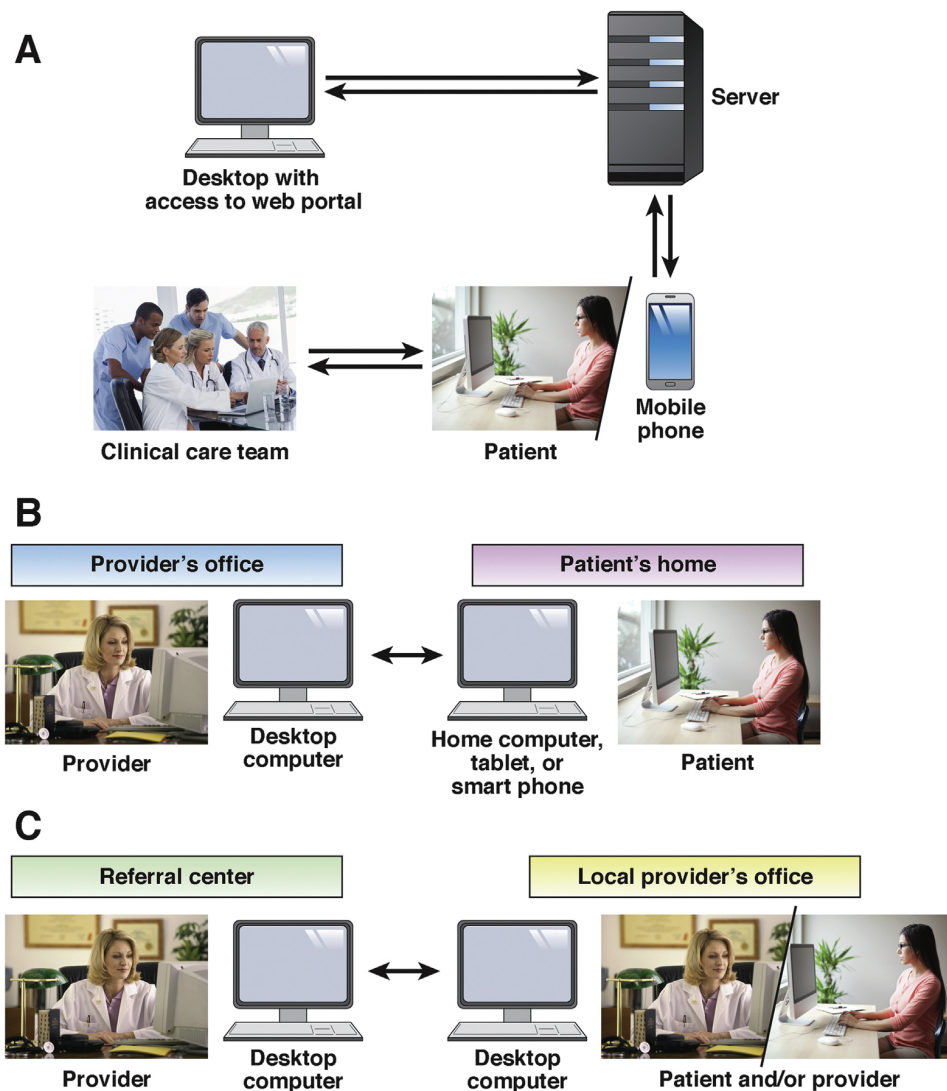 A
Server
Desktop with
access to web portal
Mobile
phone
Clinical care team
Patient
B
Provider’s office
Patient’s home
Provider
Desktop
computer
Home computer,
tablet, or
smart phone
Patient
C
Referral center
Local provider’s office
Provider
Desktop
computer
Desktop
computer
Patient and/or provider